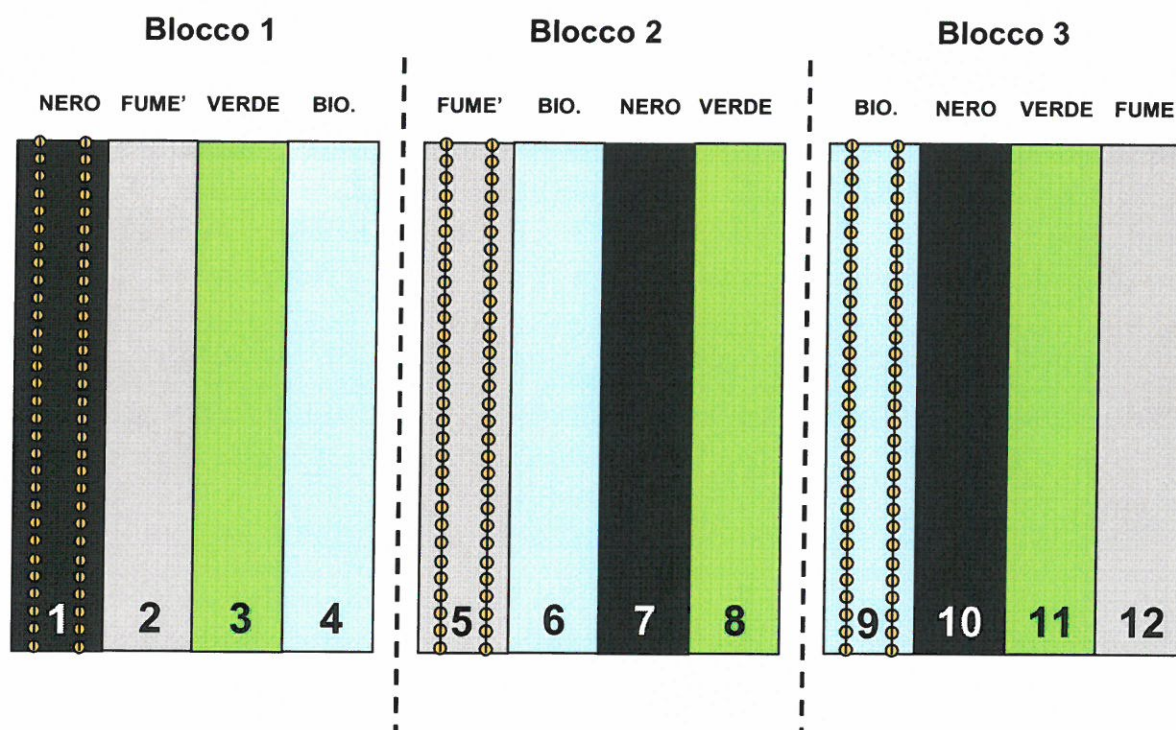 Blocco 1 Blocco 2 Blocco 3
NERO FUME' VERDE BIO. FUME' BIO. NERO VERDE BIO. NERO VERDE FUME
1 2 3 4 5 6 7 8 9 10 11 12